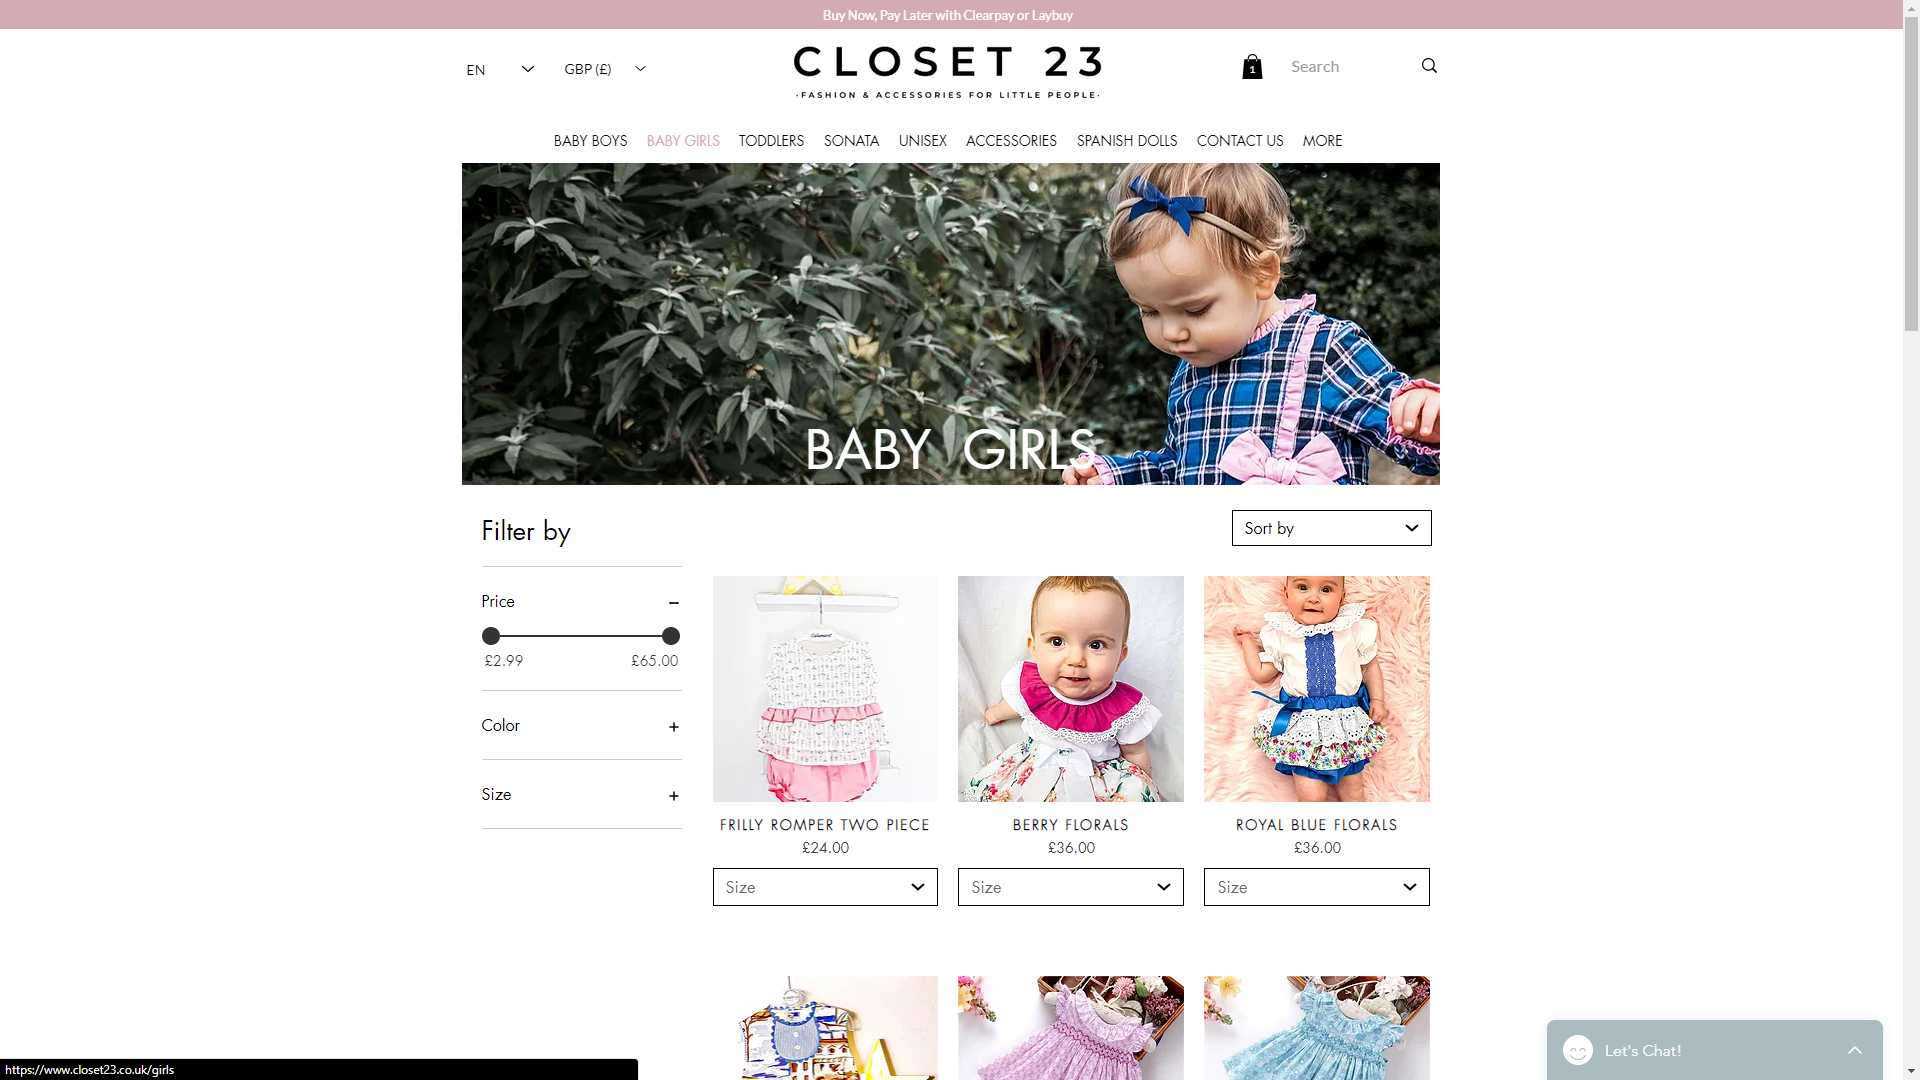 Buy Now, Pay Later with Clearpay or Laybuy
EN
GBP (£)
CLOSET 23
·FASHION & ACCESSORIES FOR LITTLE PEOPLE·
1
Search
BABY BOYS BABY GIRLS TODDLERS SONATA UNISEX ACCESSORIES SPANISH DOLLS CONTACT US MORE
BABY GIRLS
Filter by
Sort by
Price
£2.99 £65.00
Color
Size
FRILLY ROMPER TWO PIECE
£24.00
Size
BERRY FLORALS
£36.00
Size
ROYAL BLUE FLORALS
£36.00
Size
Let's Chat!
https://www.closet23.co.uk/girls